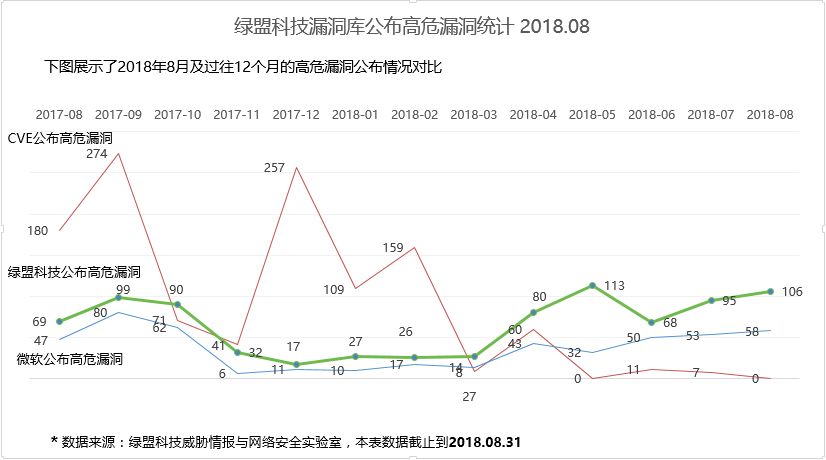 绿盟科技漏洞库公布高危漏洞统计 2018.08
下图展示了2018年8月及过往12个月的高危漏洞公布情况对比
2017-08 2017-09 2017-10 2017-11 2017-12 2018-01 2018-02 2018-03 2018-04 2018-05 2018-06 2018-07 2018-08
CVE公布高危漏洞
180 274 71 41 257 109 159 8 60 0 11 7 0
绿盟科技公布高危漏洞
69 99 90 32 17 27 26 27 80 113 68 95 106
47 80 62 6 11 10 17 14 43 32 50 53 58
微软公布高危漏洞
* 数据来源：绿盟科技威胁情报与网络安全实验室，本表数据截止到2018.08.31